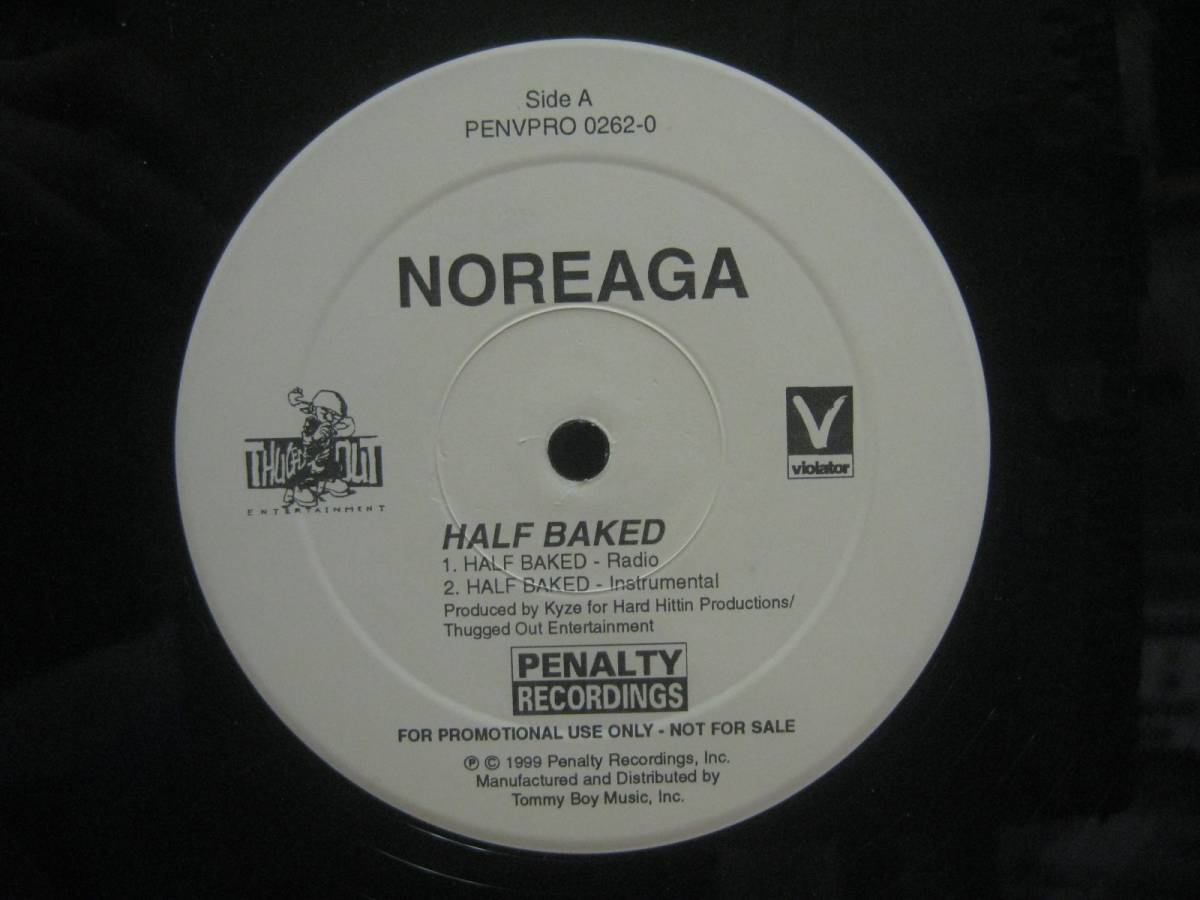 Side A
PENVPRO 0262-0
NOREAGA
THUGGED OUT
ENTERTAINMENT
V
violator
HALF BAKED
1. HALF BAKED - Radio
2. HALF BAKED - Instrumental
Produced by Kyze for Hard Hittin Productions/
Thugged Out Entertainment
PENALTY
RECORDINGS
FOR PROMOTIONAL USE ONLY - NOT FOR SALE
℗ © 1999 Penalty Recordings, Inc.
Manufactured and Distributed by
Tommy Boy Music, Inc.